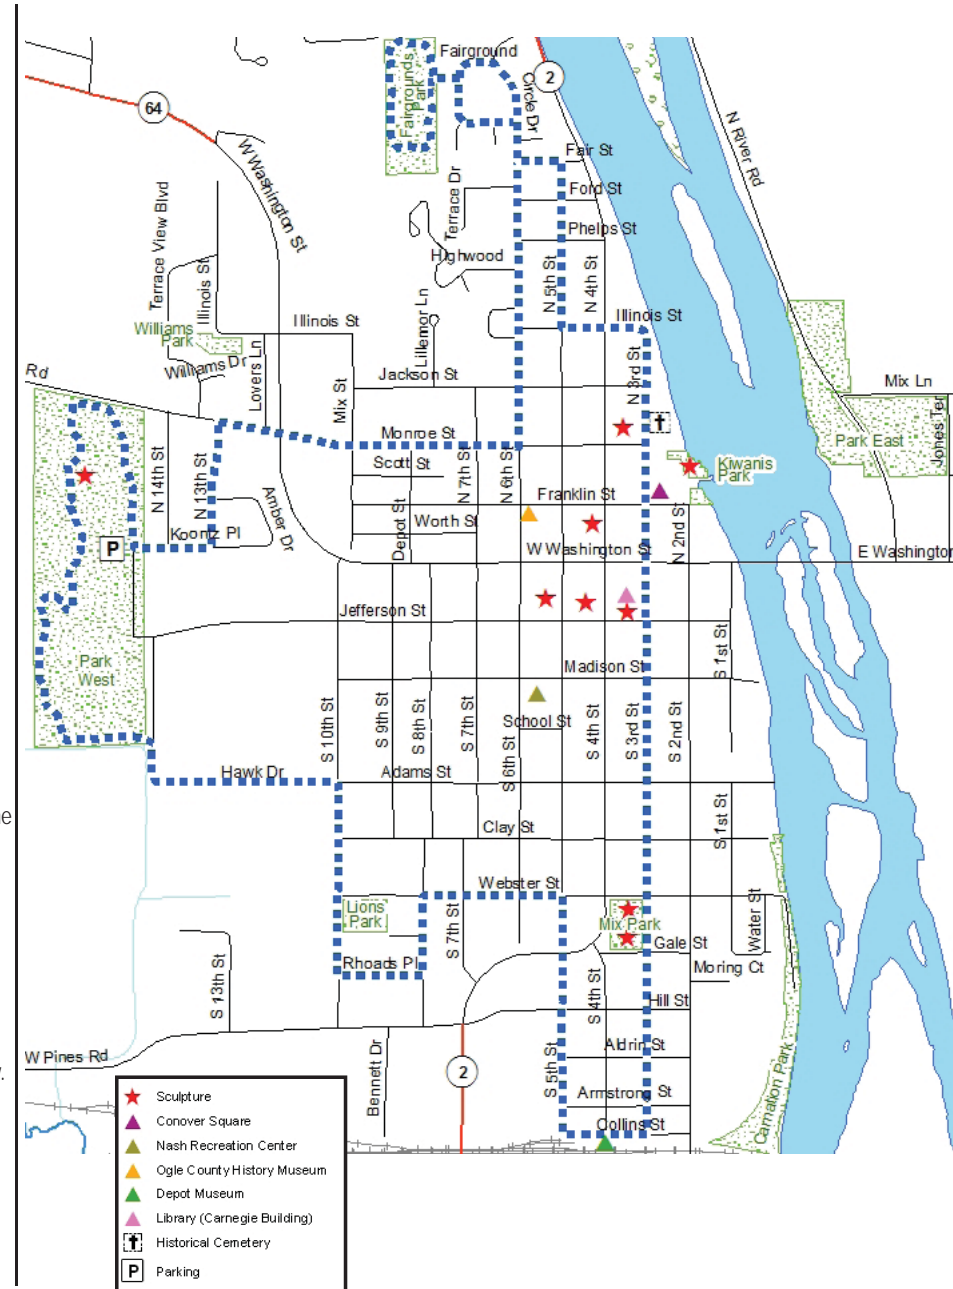 Fairground
Fairgrounds
Park
Circle Dr
2
64
N River Rd
W Washington St
Fair St
Ford St
Terrace Dr
Phelps St
Terrace View Blvd
Illinois St
Highwood
N 5th St
N 4th St
Illinois St
Illinois St
Williams
Park
Lillemor Ln
Williams Dr
Lovers Ln
Rd
Mix St
Jackson St
N 3rd St
Mix Ln
Jones Ter
Monroe St
Park East
Scott St
N 7th St
N 6th St
Kiwanis
Park
N 14th St
N 13th St
Amber Dr
Franklin St
Depot St
Worth St
N 2nd St
Koontz Pl
P
W Washington St
E Washington
Jefferson St
S 1st St
Park
West
Madison St
S 10th St
S 9th St
S 8th St
S 7th St
School St
S 4th St
S 3rd St
S 2nd St
S 6th St
Hawk Dr
Adams St
ne
S 1st St
Clay St
Webster St
Lions
Park
Water St
S 7th St
Mix Park
Gale St
Rhoads Pl
Moring Ct
S 13th St
S 4th St
Hill St
W Pines Rd
Aldrin St
S 5th St
2
Bennett Dr
Armstrong St
Carnation Park
Collins St
Sculpture
Conover Square
Nash Recreation Center
Ogle County History Museum
Depot Museum
Library (Carnegie Building)
Historical Cemetery
P Parking